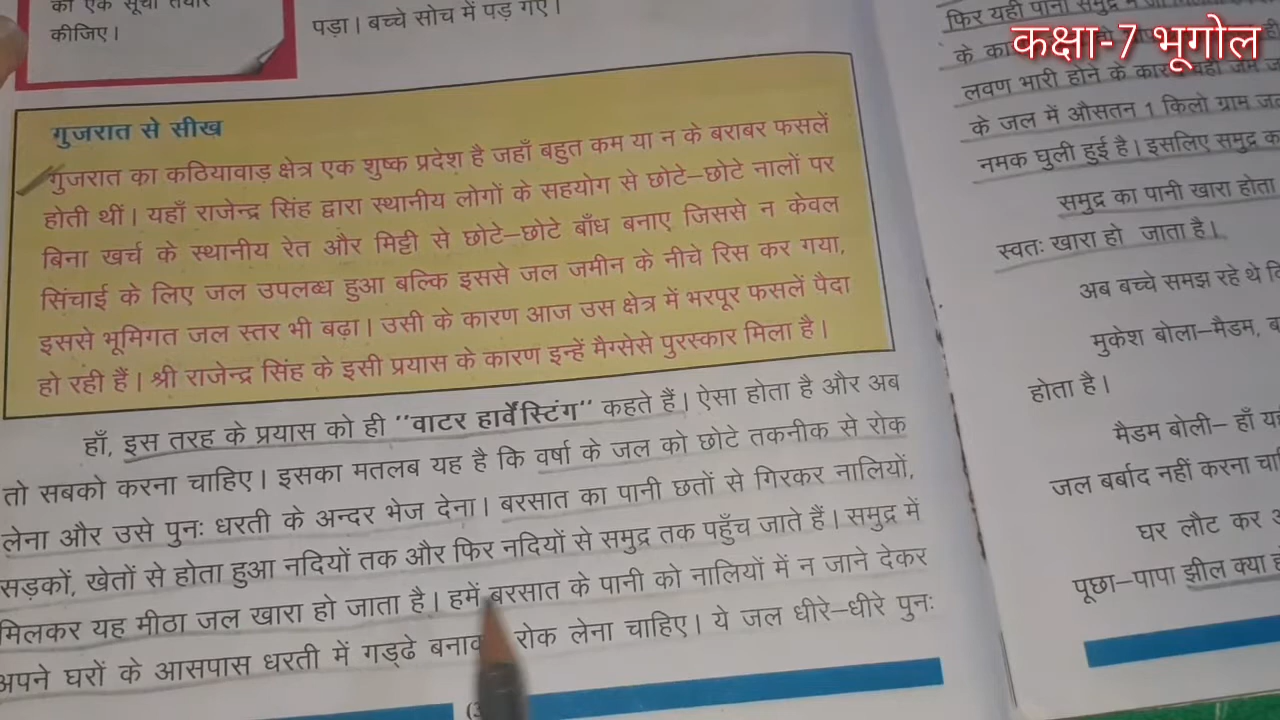 को एक सूची तैयार
कीजिए।
पड़ा। बच्चे सोच में पड़ गए।
गुजरात से सीख
गुजरात का कठियावाड़ क्षेत्र एक शुष्क प्रदेश है जहाँ बहुत कम या न के बराबर फसलें
होती थीं। यहाँ राजेन्द्र सिंह द्वारा स्थानीय लोगों के सहयोग से छोटे–छोटे नालों पर
बिना खर्च के स्थानीय रेत और मिट्टी से छोटे–छोटे बाँध बनाए जिससे न केवल
सिंचाई के लिए जल उपलब्ध हुआ बल्कि इससे जल जमीन के नीचे रिस कर गया,
इससे भूमिगत जल स्तर भी बढ़ा। उसी के कारण आज उस क्षेत्र में भरपूर फसलें पैदा
हो रही हैं। श्री राजेन्द्र सिंह के इसी प्रयास के कारण इन्हें मैग्सेसे पुरस्कार मिला है।
हाँ, इस तरह के प्रयास को ही "वाटर हार्वेस्टिंग" कहते हैं। ऐसा होता है और अब
तो सबको करना चाहिए। इसका मतलब यह है कि वर्षा के जल को छोटे तकनीक से रोक
लेना और उसे पुनः धरती के अन्दर भेज देना। बरसात का पानी छतों से गिरकर नालियों,
सड़कों, खेतों से होता हुआ नदियों तक और फिर नदियों से समुद्र तक पहुँच जाते हैं। समुद्र में
मिलकर यह मीठा जल खारा हो जाता है। हमें बरसात के पानी को नालियों में न जाने देकर
अपने घरों के आसपास धरती में गड्ढे रोक लेना चाहिए। ये जल धीरे–धीरे पुनः
कक्षा-7 भूगोल
फिर यही पानी समुद्र
के
लवण भारी होने के कारण यही जम
के जल में औसतन 1 किलो ग्राम जल
नमक घुली हुई है। इसलिए समुद्र का
समुद्र का पानी खारा होता
स्वतः खारा हो जाता है।
अब बच्चे समझ रहे थे
मुकेश बोला–मैडम,
होता है।
मैडम बोली– हाँ
जल बर्बाद नहीं करना
घर लौट कर
पूछा–पापा झील क्या